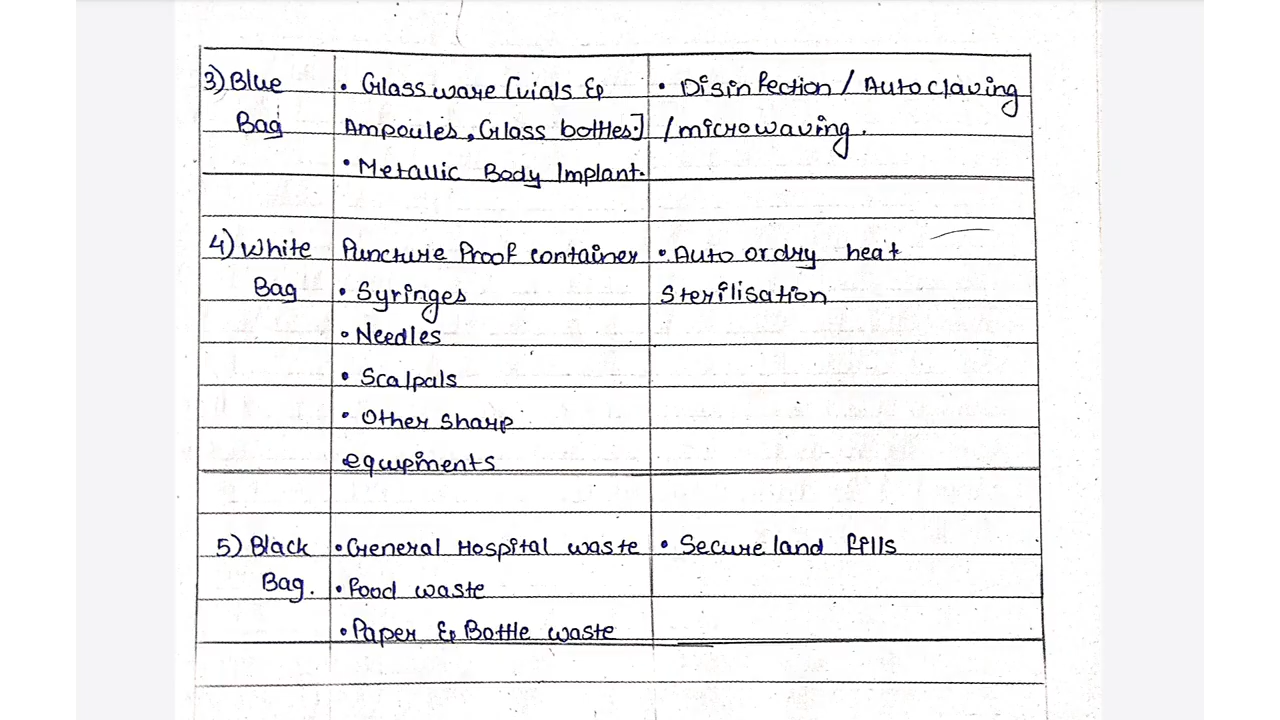 3) Blue • Glassware [vials & • Disinfection / Autoclaving
Bag Ampoules, Glass bottles] / microwaving.
• Metallic Body Implant.
4) White Puncture Proof container • Auto or dry heat
Bag • Syringes Sterilisation
• Needles
• Scalpals
• Other sharp
equipments
5) Black • General Hospital waste • Secure land fills
Bag. • Food waste
• Paper & Bottle waste